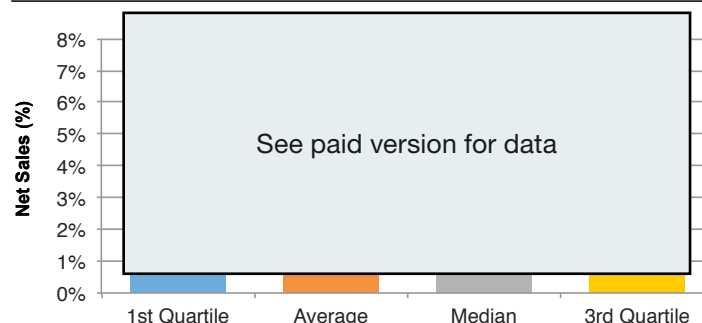 8%
7%
6%
5%
4%
3%
2%
1%
0%
Net Sales (%)
See paid version for data
1st Quartile
Average
Median
3rd Quartile